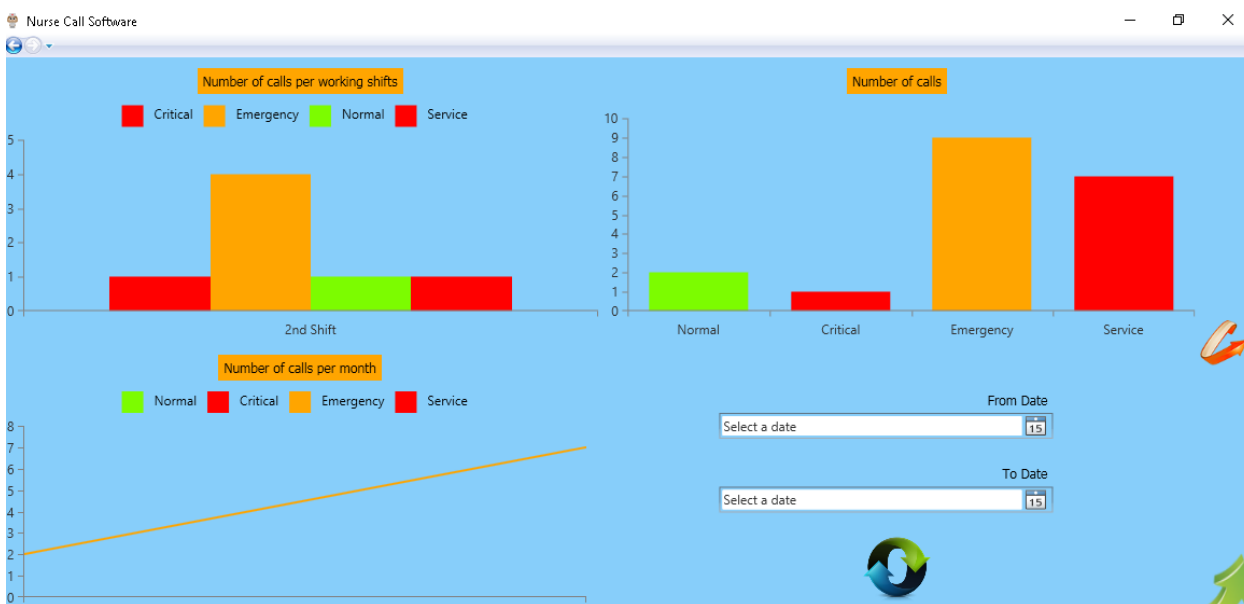 Nurse Call Software
Number of calls per working shifts
Critical Emergency Normal Service
5
4
3
2
1
0
2nd Shift
Number of calls
10
9
8
7
6
5
4
3
2
1
0
Normal Critical Emergency Service
Number of calls per month
Normal Critical Emergency Service
8
7
6
5
4
3
2
1
0
From Date
Select a date 15
To Date
Select a date 15